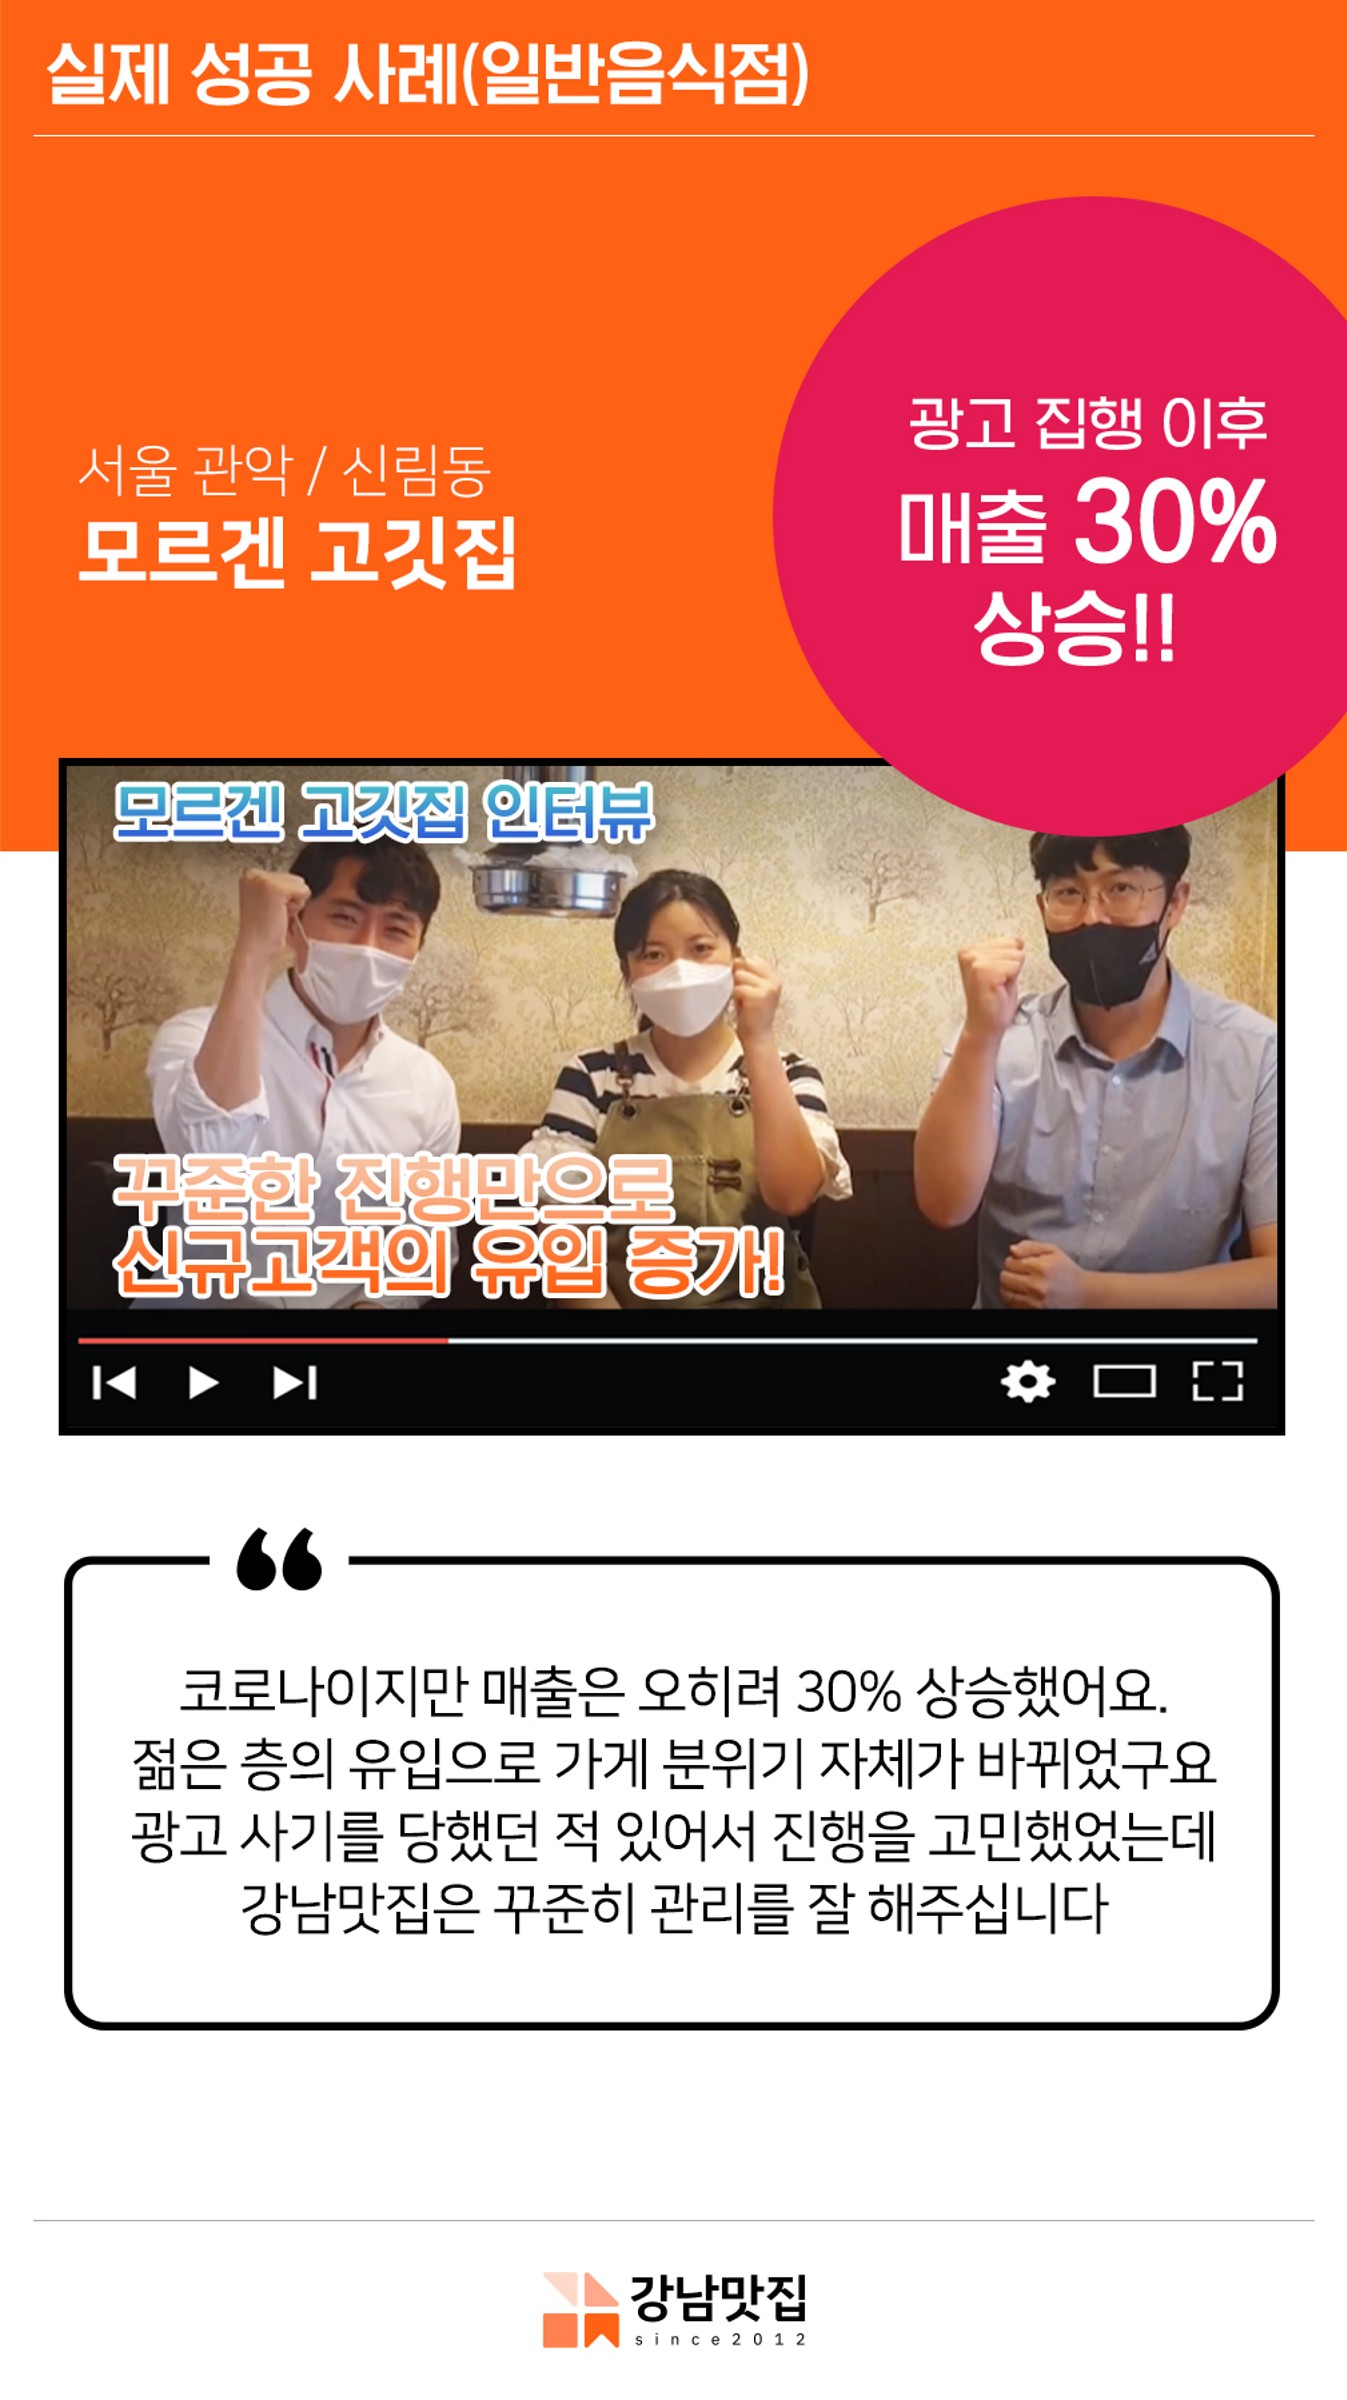 실제 성공 사례(일반음식점)
서울 관악 / 신림동
모르겐 고깃집
광고 집행 이후
매출 30%
상승!!
모르겐 고깃집 인터뷰
꾸준한 진행만으로
신규고객의 유입 증가!
“
코로나이지만 매출은 오히려 30% 상승했어요.
젊은 층의 유입으로 가게 분위기 자체가 바뀌었구요
광고 사기를 당했던 적 있어서 진행을 고민했었는데
강남맛집은 꾸준히 관리를 잘 해주십니다
강남맛집
since2012